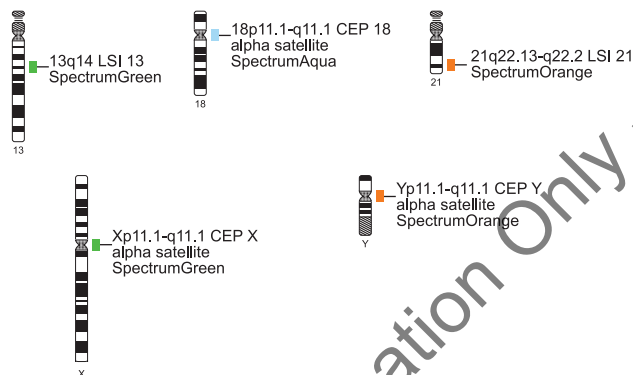 13q14 LSI 13
SpectrumGreen
13
18p11.1-q11.1 CEP 18
alpha satellite
SpectrumAqua
18
21q22.13-q22.2 LSI 21
SpectrumOrange
21
Xp11.1-q11.1 CEP X
alpha satellite
SpectrumGreen
X
Yp11.1-q11.1 CEP Y
alpha satellite
SpectrumOrange
Y
Only